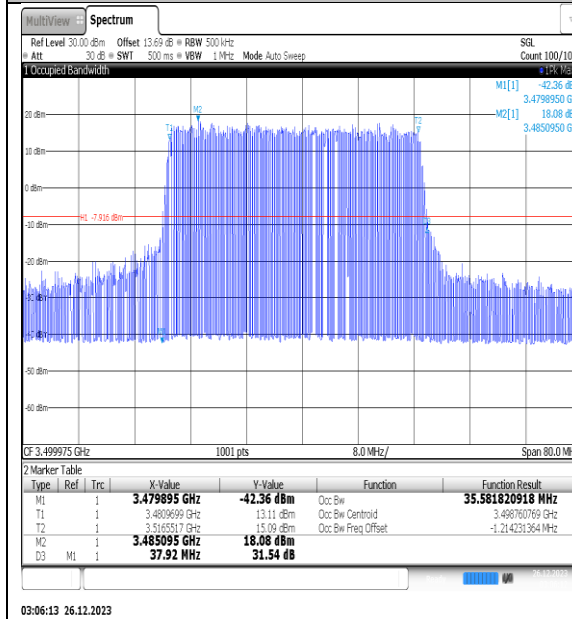 MultiView Spectrum
Ref Level 30.00 dBm Offset 13.69 dB RBW 500 kHz SGL
Att 30 dB SWT 500 ms VBW 1 MHz Mode Auto Sweep Count 100/10
1 Occupied Bandwidth 1Pk Ma
M1[1] -42.36 dB
3.4798950 G
M2[1] 18.08 dB
3.4850950 G
M2
T1
T2
20 dBm
10 dBm
0 dBm
H1 -7.916 dBm
-10 dBm
-20 dBm
-50 dBm
-60 dBm
CF 3.499975 GHz 1001 pts 8.0 MHz/ Span 80.0 MH
2 Marker Table
Type Ref Trc X-Value Y-Value Function Function Result
M1 1 3.479895 GHz -42.36 dBm Occ Bw 35.581820918 MHz
T1 1 3.4809699 GHz 13.11 dBm Occ Bw Centroid 3.498760769 GHz
T2 1 3.5165517 GHz 15.09 dBm Occ Bw Freq Offset -1.214231364 MHz
M2 1 3.485095 GHz 18.08 dBm
D3 M1 1 37.92 MHz 31.54 dB
26.12.2023
03:06:13 26.12.2023